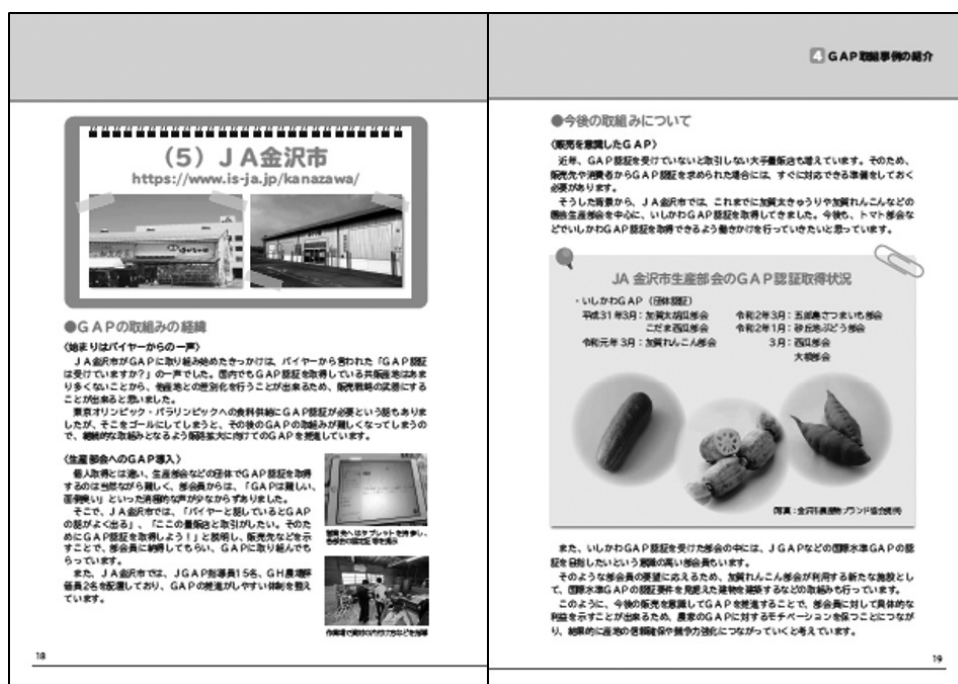 (5) JA金沢市
https://www.is-ja.jp/kanazawa/
●GAPの取組みの経緯
〈始まりはバイヤーからの一声〉
JA金沢市がGAPに取り組み始めたきっかけは、バイヤーから言われた「GAP認証
は受けていますか?」の一声でした。国内でもGAP認証を取得している共販産地はあま
り多くないことから、他産地との差別化を行うことが出来るため、販売戦略の武器にする
ことが出来ると思いました。
東京オリンピック・パラリンピックへの食料供給にGAP認証が必要という話もありま
したが、そこをゴールにしてしまうと、その後のGAPの取組みが難しくなってしまうの
で、継続的な取組みとなるよう販路拡大に向けてのGAPを推進しています。
〈生産部会へのGAP導入〉
個人取得とは違い、生産部会などの団体でGAP認証を取得
するのは当然ながら難しく、部会員からは、「GAPは難しい、
面倒臭い」といった消極的な声が少なからずありました。
そこで、JA金沢市では、「バイヤーと話しているとGAP
の話がよく出る」、「ここの量販店と取引がしたい。そのた
めにGAP認証を取得しよう!」と説明し、販売先などを示
すことで、部会員に納得してもらい、GAPに取り組んでも
らっています。
また、JA金沢市では、JGAP指導員15名、GH農場評
価員2名を配置しており、GAPの推進がしやすい体制を整え
ています。
営業先へはタブレットを持参し、
各部会の認定証等を提示
18
4 GAP取組事例の紹介
●今後の取組みについて
〈販売を意識したGAP〉
近年、GAP認証を受けていないと取引しない大手量販店も増えています。そのため、
販売先や消費者からGAP認証を求められた場合には、すぐに対応できる準備をしておく
必要があります。
そうした背景から、JA金沢市では、これまでに加賀太きゅうりや加賀れんこんなどの
園芸生産部会を中心に、いしかわGAP認証を取得してきました。今後も、トマト部会な
どでいしかわGAP認証を取得できるよう働きかけを行っていきたいと思っています。
JA金沢市生産部会のGAP認証取得状況
・いしかわGAP(団体認証)
平成31年3月:加賀太胡瓜部会
こだま西瓜部会
令和元年3月:加賀れんこん部会
令和2年3月:五郎島さつまいも部会
令和2年1月:砂丘地ぶどう部会
3月:西瓜部会
大根部会
(写真:金沢市農産物ブランド協会提供)
また、いしかわGAP認証を受けた部会の中には、JGAPなどの国際水準GAPの認
証を目指したいという意識の高い部会員もいます。
そのような部会員の要望に応えるため、加賀れんこん部会が利用する新たな施設とし
て、国際水準GAPの認証要件を見据えた建物を建築するなどの取組も行っています。
このように、今後の販売を意識してGAPを推進することで、部会員に対して具体的な
利益を示すことが出来るため、農家のGAPに対するモチベーションを保つことにつなが
り、結果的に産地の信頼確保や競争力強化につながっていくと考えています。
19